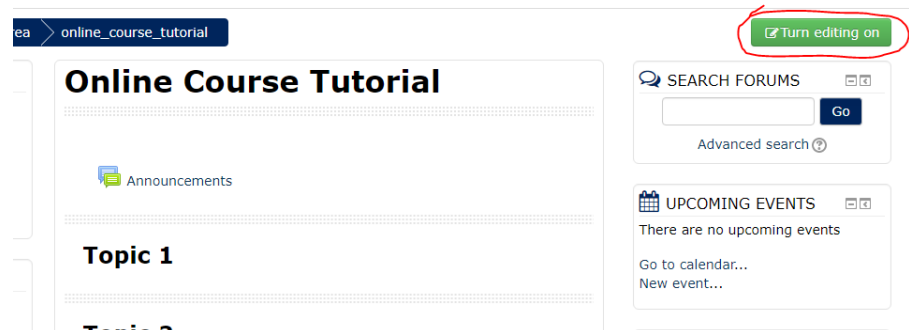 rea
online_course_tutorial
Turn editing on
Online Course Tutorial
Announcements
Topic 1
SEARCH FORUMS
Go
Advanced search
UPCOMING EVENTS
There are no upcoming events
Go to calendar...
New event...